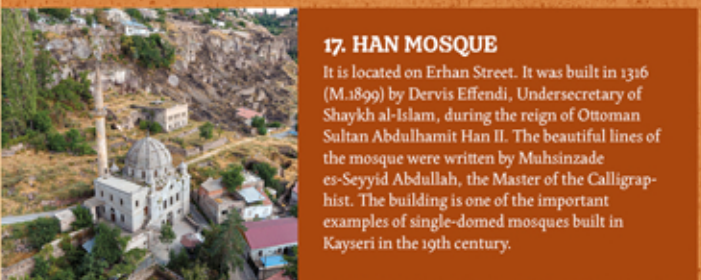 17. HAN MOSQUE
It is located on Erhan Street. It was built in 1316
(M.1899) by Dervis Effendi, Undersecretary of
Shaykh al-Islam, during the reign of Ottoman
Sultan Abdulhamit Han II. The beautiful lines of
the mosque were written by Muhsinzade
es-Seyyid Abdullah, the Master of the Calligrap-
hist. The building is one of the important
examples of single-domed mosques built in
Kayseri in the 19th century.